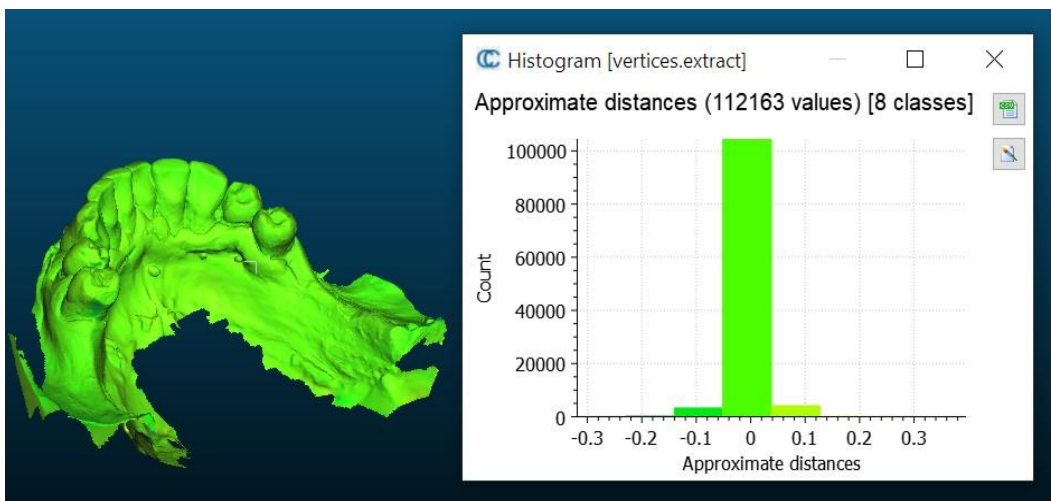 Histogram [vertices.extract]
Approximate distances (112163 values) [8 classes]
100000
80000
60000
40000
20000
0
Count
-0.3 -0.2 -0.1 0 0.1 0.2 0.3
Approximate distances